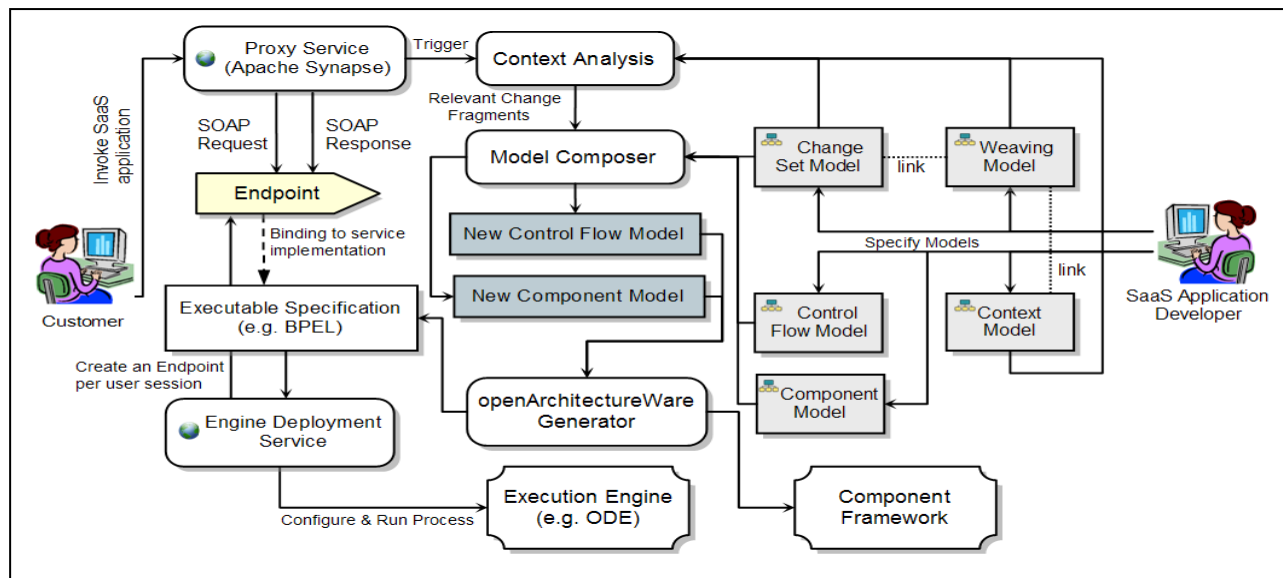 Proxy Service
(Apache Synapse)
Trigger
Context Analysis
Invoke SaaS
application
SOAP
Request
SOAP
Response
Relevant Change
Fragments
Model Composer
Change
Set Model
link
Weaving
Model
Endpoint
Binding to service
implementation
New Control Flow Model
Specify Models
link
New Component Model
Customer
Executable Specification
(e.g. BPEL)
Control
Flow Model
Context
Model
SaaS Application
Developer
Create an Endpoint
per user session
openArchitectureWare
Generator
Component
Model
Engine Deployment
Service
Configure & Run Process
Execution Engine
(e.g. ODE)
Component
Framework